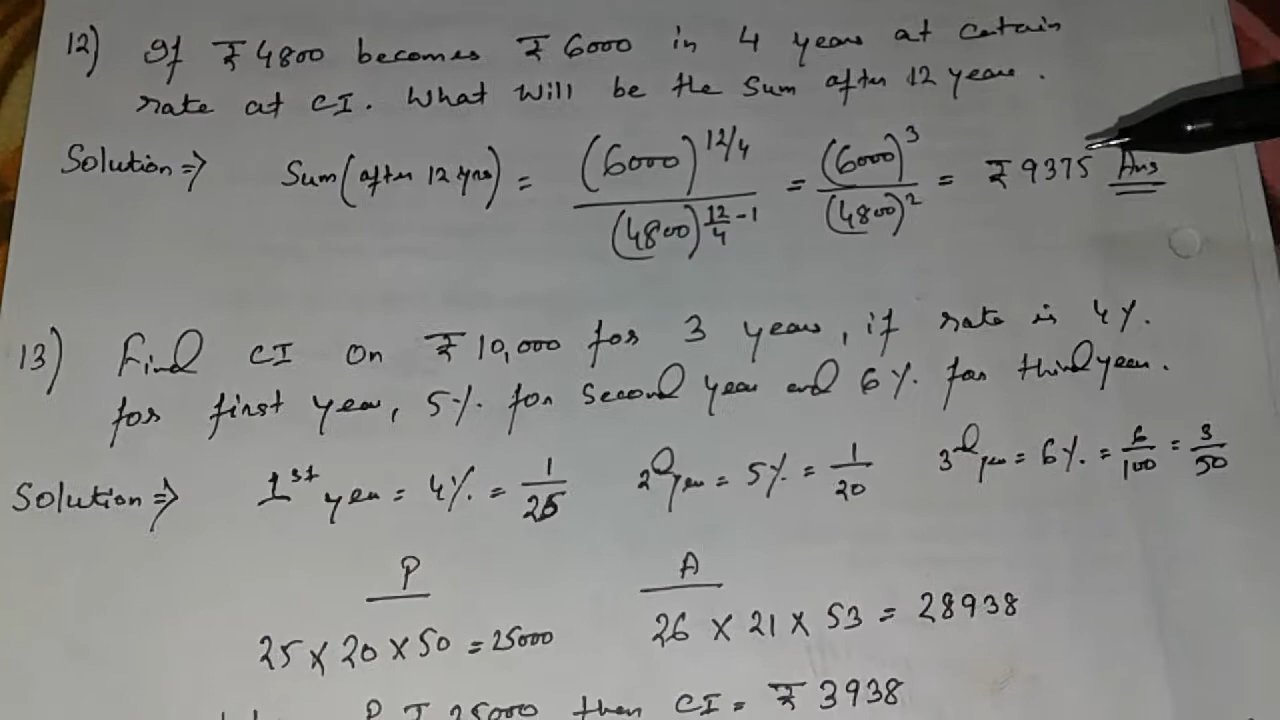 12) If ₹ 4800 becomes ₹ 6000 in 4 years at certain
rate at CI. What will be the sum after 12 years.
Solution ⇒ Sum (after 12 yrs) = (6000)^12/4 / (4800)^(12/4 - 1) = (6000)^3 / (4800)^2 = ₹ 9375 Ans
13) Find CI on ₹ 10,000 for 3 years, if rate is 4%.
for first year, 5%. for second year and 6%. for third year.
Solution ⇒ 1st year = 4% = 1/25 2nd year = 5% = 1/20 3rd year = 6% = 6/100 = 3/50
P A
25 × 20 × 50 = 25000 26 × 21 × 53 = 28938
P ₹ 25000 then CI = ₹ 3938